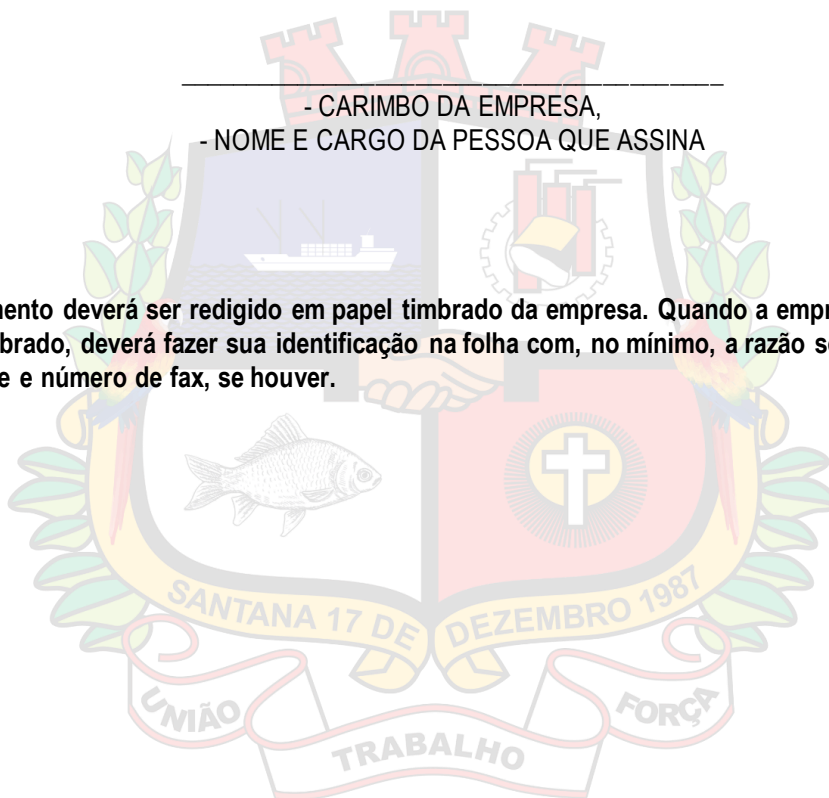 - CARIMBO DA EMPRESA,
- NOME E CARGO DA PESSOA QUE ASSINA
mento deverá ser redigido em papel timbrado da empresa. Quando a empr
brado, deverá fazer sua identificação na folha com, no mínimo, a razão s
e e número de fax, se houver.
SANTANA 17 DE DEZEMBRO 1987
UNIÃO TRABALHO FORÇA